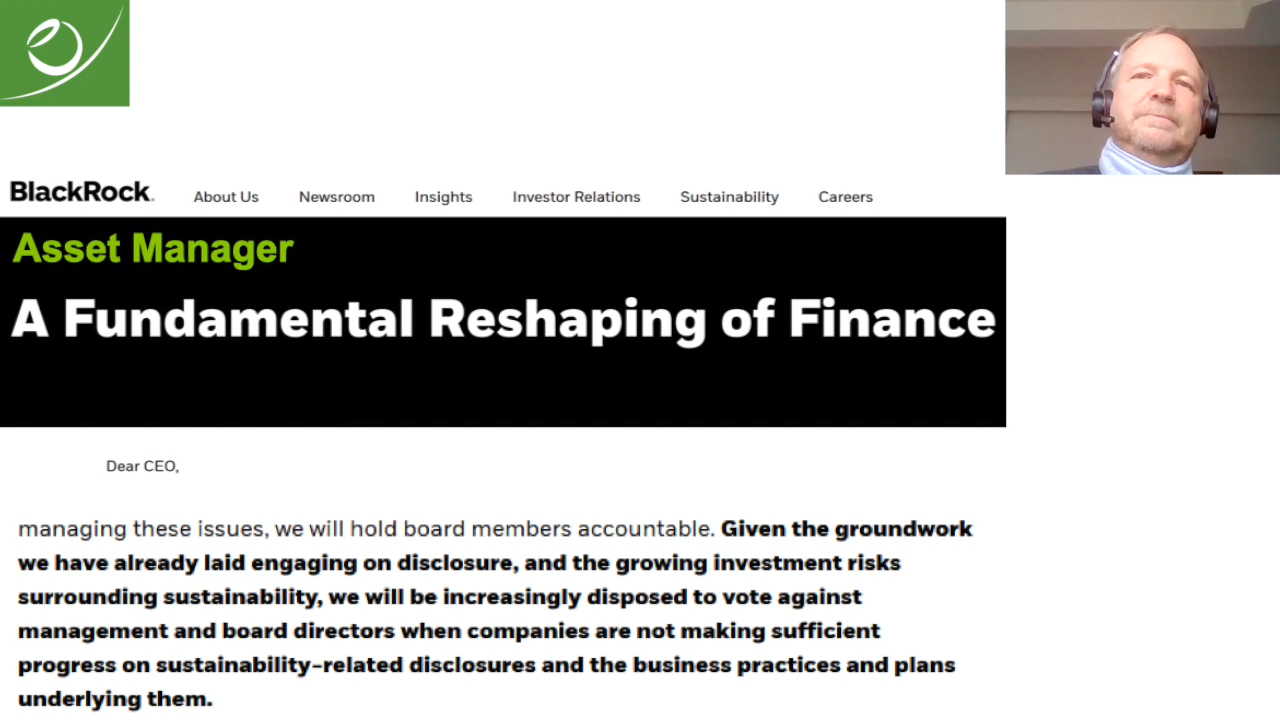 BlackRock.
About Us Newsroom Insights Investor Relations Sustainability Careers
Asset Manager
A Fundamental Reshaping of Finance
Dear CEO,
managing these issues, we will hold board members accountable. Given the groundwork
we have already laid engaging on disclosure, and the growing investment risks
surrounding sustainability, we will be increasingly disposed to vote against
management and board directors when companies are not making sufficient
progress on sustainability-related disclosures and the business practices and plans
underlying them.